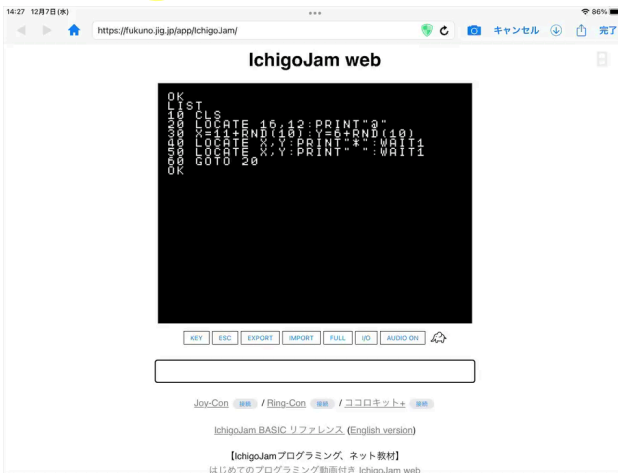 14:27 12月7日(水)
86%
https://fukuno.jig.jp/app/IchigoJam/
キャンセル
完了
IchigoJam web
OK
LIST
10 CLS
20 LOCATE 16,12:PRINT"@"
30 X=11+RND(10):Y=6+RND(10)
40 LOCATE X,Y:PRINT"*":WAIT1
50 LOCATE X,Y:PRINT" ":WAIT1
60 GOTO 20
OK
KEY ESC EXPORT IMPORT FULL I/O AUDIO ON
Joy-Con 接続 / Ring-Con 接続 / ココロキット+ 接続
IchigoJam BASIC リファレンス (English version)
【IchigoJamプログラミング、ネット教材】
はじめてのプログラミング動画付き IchigoJam web